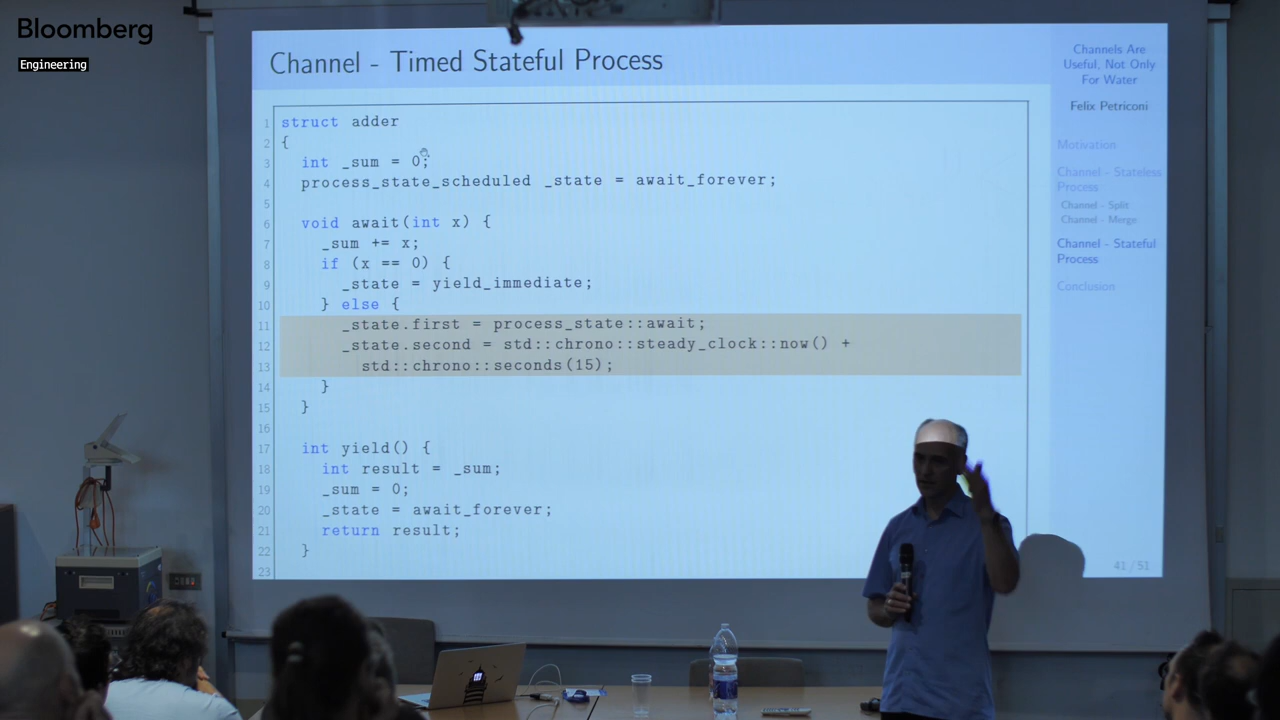 Bloomberg
Engineering
Channel - Timed Stateful Process
1 struct adder
2 {
3 int _sum = 0;
4 process_state_scheduled _state = await_forever;
5
6 void await(int x) {
7 _sum += x;
8 if (x == 0) {
9 _state = yield_immediate;
10 } else {
11 _state.first = process_state::await;
12 _state.second = std::chrono::steady_clock::now() +
13 std::chrono::seconds(15);
14 }
15 }
16
17 int yield() {
18 int result = _sum;
19 _sum = 0;
20 _state = await_forever;
21 return result;
22 }
23
Channels Are
Useful, Not Only
For Water
Felix Petriconi
Motivation
Channel - Stateless
Process
Channel - Split
Channel - Merge
Channel - Stateful
Process
Conclusion
41 / 51